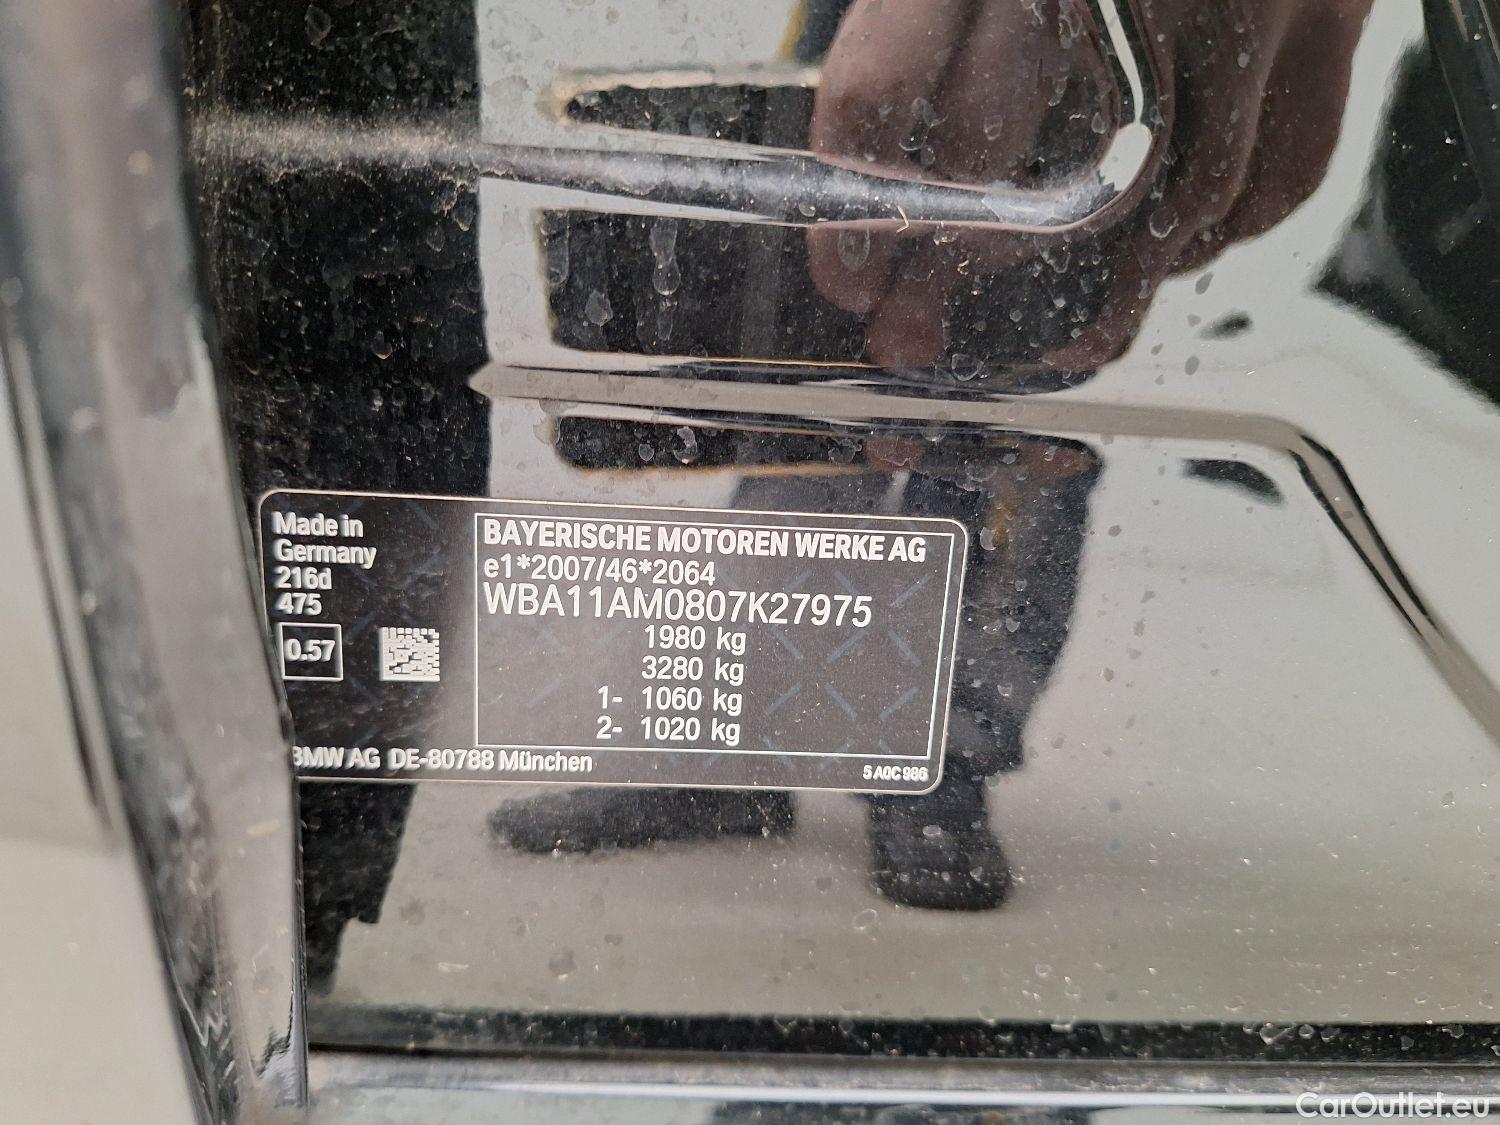 Made in
Germany
216d
475
0.57
BAYERISCHE MOTOREN WERKE AG
e1*2007/46*2064
WBA11AM0807K27975
1980 kg
3280 kg
1- 1060 kg
2- 1020 kg
BMW AG DE-80788 München
5 A0C 986
CarOutlet.eu